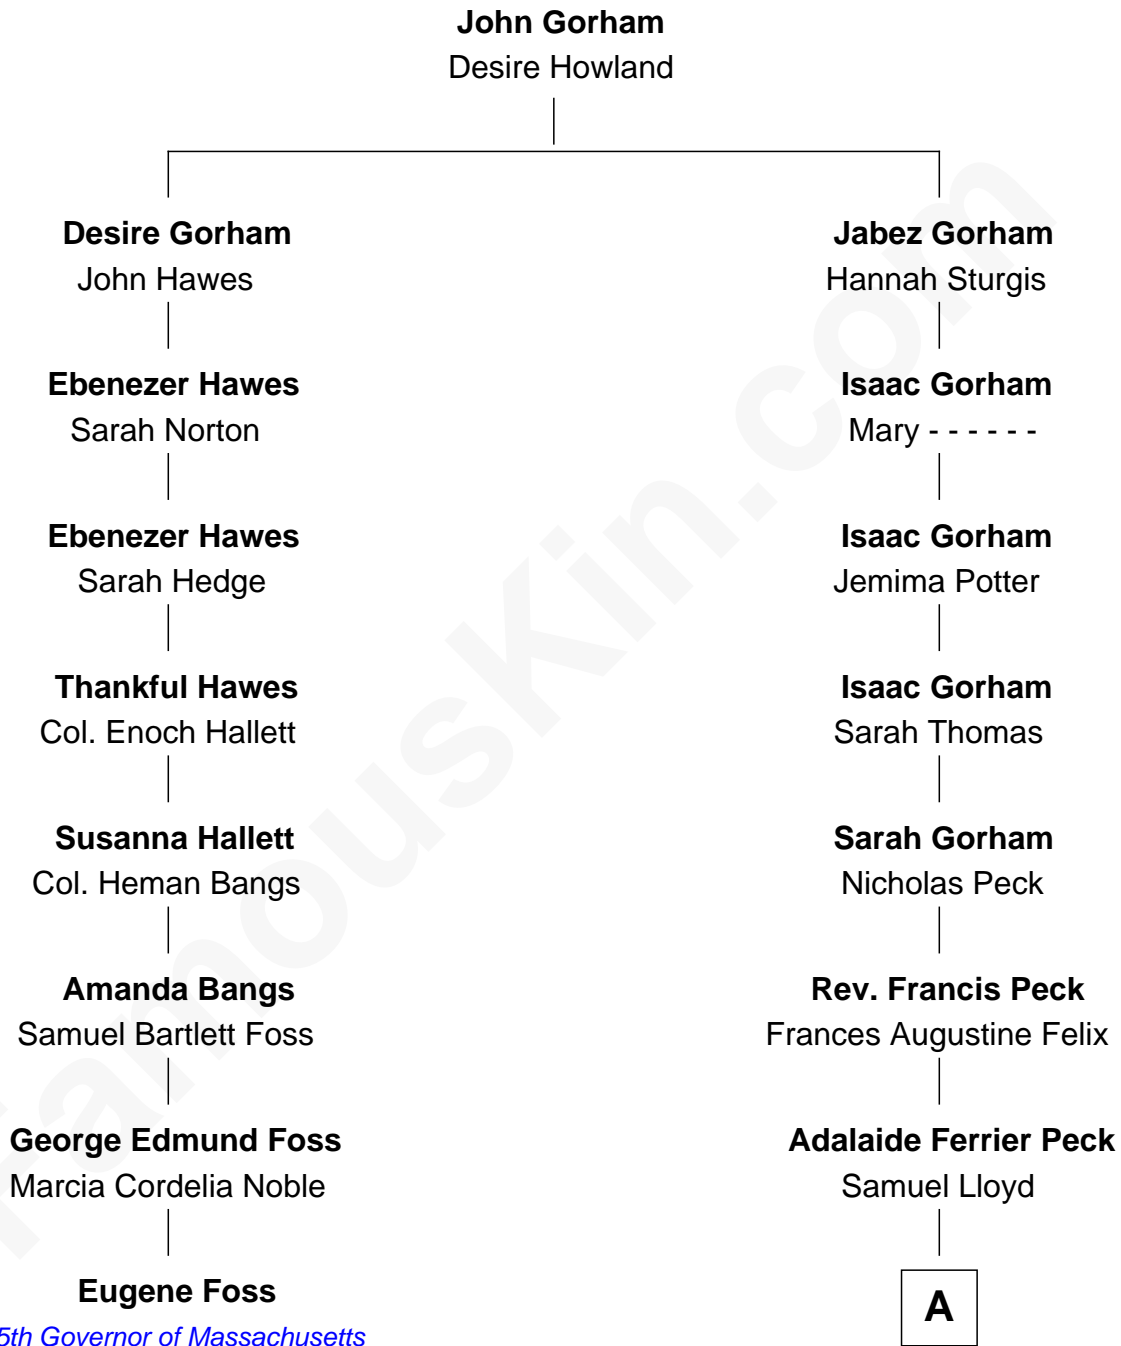 John Gorham
Desire Howland
Desire Gorham
John Hawes
Ebenezer Hawes
Sarah Norton
Ebenezer Hawes
Sarah Hedge
Thankful Hawes
Col. Enoch Hallett
Susanna Hallett
Col. Heman Bangs
Amanda Bangs
Samuel Bartlett Foss
George Edmund Foss
Marcia Cordelia Noble
Eugene Foss
5th Governor of Massachusetts
Jabez Gorham
Hannah Sturgis
Isaac Gorham
Mary - - - - - -
Isaac Gorham
Jemima Potter
Isaac Gorham
Sarah Thomas
Sarah Gorham
Nicholas Peck
Rev. Francis Peck
Frances Augustine Felix
Adalaide Ferrier Peck
Samuel Lloyd
A
FamousKin.com